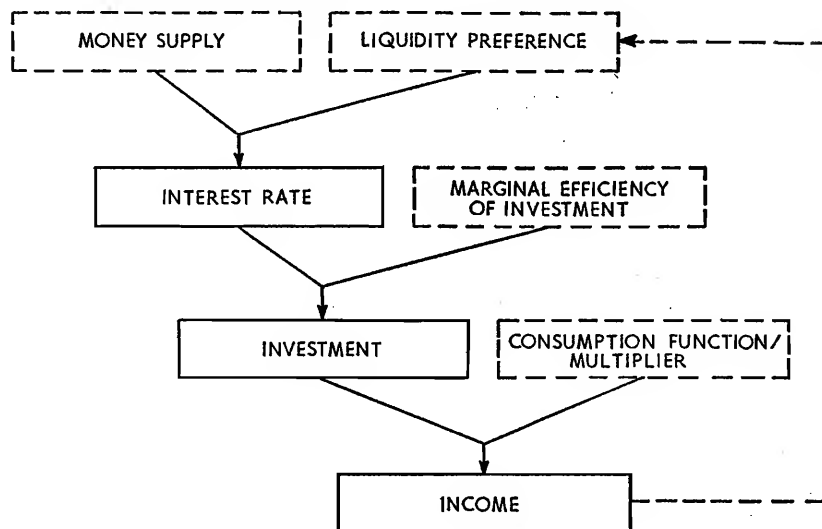 MONEY SUPPLY
LIQUIDITY PREFERENCE
INTEREST RATE
MARGINAL EFFICIENCY
OF INVESTMENT
INVESTMENT
CONSUMPTION FUNCTION/
MULTIPLIER
INCOME